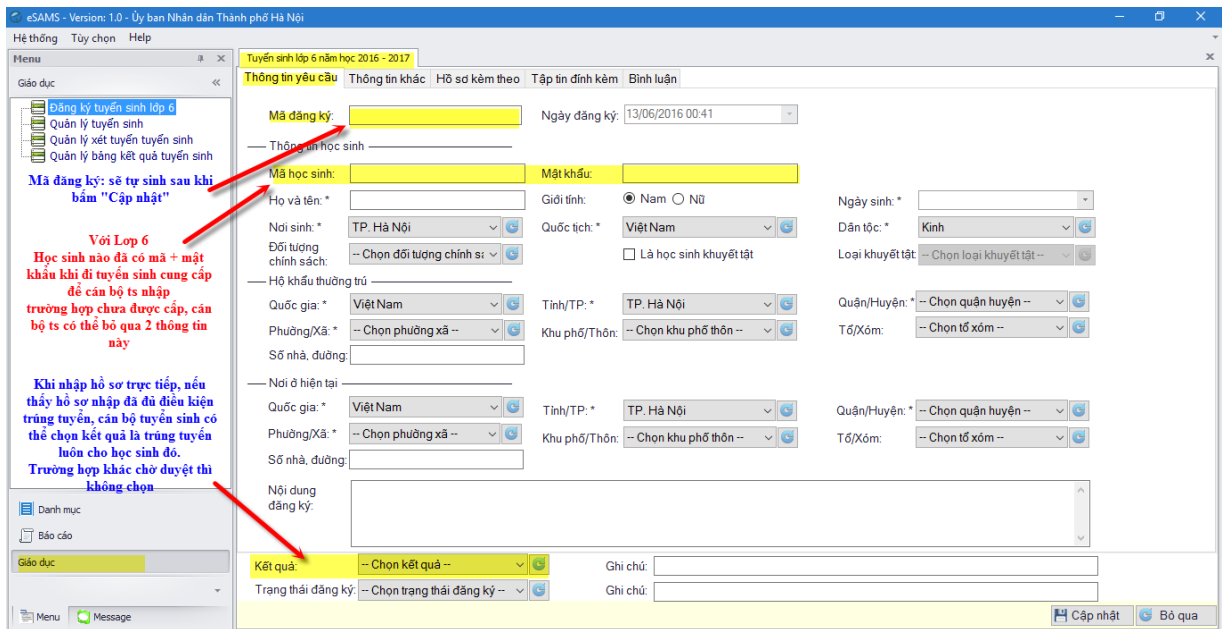 eSAMS - Version: 1.0 - Ủy ban Nhân dân Thành phố Hà Nội
Hệ thống Tùy chọn Help
Menu
Giáo dục
Đăng ký tuyển sinh lớp 6
Quản lý tuyển sinh
Quản lý xét tuyển tuyển sinh
Quản lý bảng kết quả tuyển sinh
Mã đăng ký: sẽ tự sinh sau khi
bấm "Cập nhật"
Với Lơp 6
Học sinh nào đã có mã + mật
khẩu khi đi tuyển sinh cung cấp
để cán bộ ts nhập
trường hợp chưa được cấp, cán
bộ ts có thể bỏ qua 2 thông tin
này
Khi nhập hồ sơ trực tiếp, nếu
thấy hồ sơ nhập đã đủ điều kiện
trúng tuyển, cán bộ tuyển sinh có
thể chọn kết quả là trúng tuyển
luôn cho học sinh đó.
Trường hợp khác chờ duyệt thì
không chọn
Danh mục
Báo cáo
Giáo dục
Menu Message
Tuyển sinh lớp 6 năm học 2016 - 2017
Thông tin yêu cầu Thông tin khác Hồ sơ kèm theo Tập tin đính kèm Bình luận
Mã đăng ký: Ngày đăng ký: 13/06/2016 00:41
Thông tin học sinh
Mã học sinh: Mật khẩu:
Họ và tên: * Giới tính: Nam Nữ Ngày sinh: *
Nơi sinh: * TP. Hà Nội Quốc tịch: * Việt Nam Dân tộc: * Kinh
Đối tượng
chính sách: -- Chọn đối tượng chính sá Là học sinh khuyết tật Loại khuyết tật: -- Chọn loại khuyết tật --
Hộ khẩu thường trú
Quốc gia: * Việt Nam Tỉnh/TP: * TP. Hà Nội Quận/Huyện: * -- Chọn quận huyện --
Phường/Xã: * -- Chọn phường xã -- Khu phố/Thôn: -- Chọn khu phố thôn -- Tổ/Xóm: -- Chọn tổ xóm --
Số nhà, đường:
Nơi ở hiện tại
Quốc gia: * Việt Nam Tỉnh/TP: * TP. Hà Nội Quận/Huyện: * -- Chọn quận huyện --
Phường/Xã: * -- Chọn phường xã -- Khu phố/Thôn: -- Chọn khu phố thôn -- Tổ/Xóm: -- Chọn tổ xóm --
Số nhà, đường:
Nội dung
đăng ký:
Kết quả: -- Chọn kết quả -- Ghi chú:
Trạng thái đăng ký: -- Chọn trạng thái đăng ký -- Ghi chú:
Cập nhật Bỏ qua